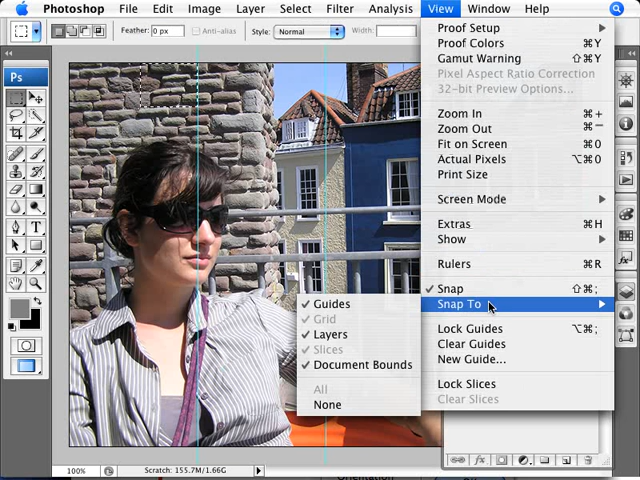 Photoshop File Edit Image Layer Select Filter Analysis View Window Help
Feather: 0 px Anti-alias Style: Normal Width:
Ps
Proof Setup
Proof Colors ⌘Y
Gamut Warning ⇧⌘Y
Pixel Aspect Ratio Correction
32-bit Preview Options...
Zoom In ⌘+
Zoom Out ⌘−
Fit on Screen ⌘0
Actual Pixels ⌥⌘0
Print Size
Screen Mode
Extras ⌘H
Show
Rulers ⌘R
✓ Snap ⇧⌘;
Snap To
Lock Guides ⌥⌘;
Clear Guides
New Guide...
Lock Slices
Clear Slices
✓ Guides
✓ Grid
✓ Layers
✓ Slices
✓ Document Bounds
All
None
T
fx
100% Scratch: 155.7M/1.66G